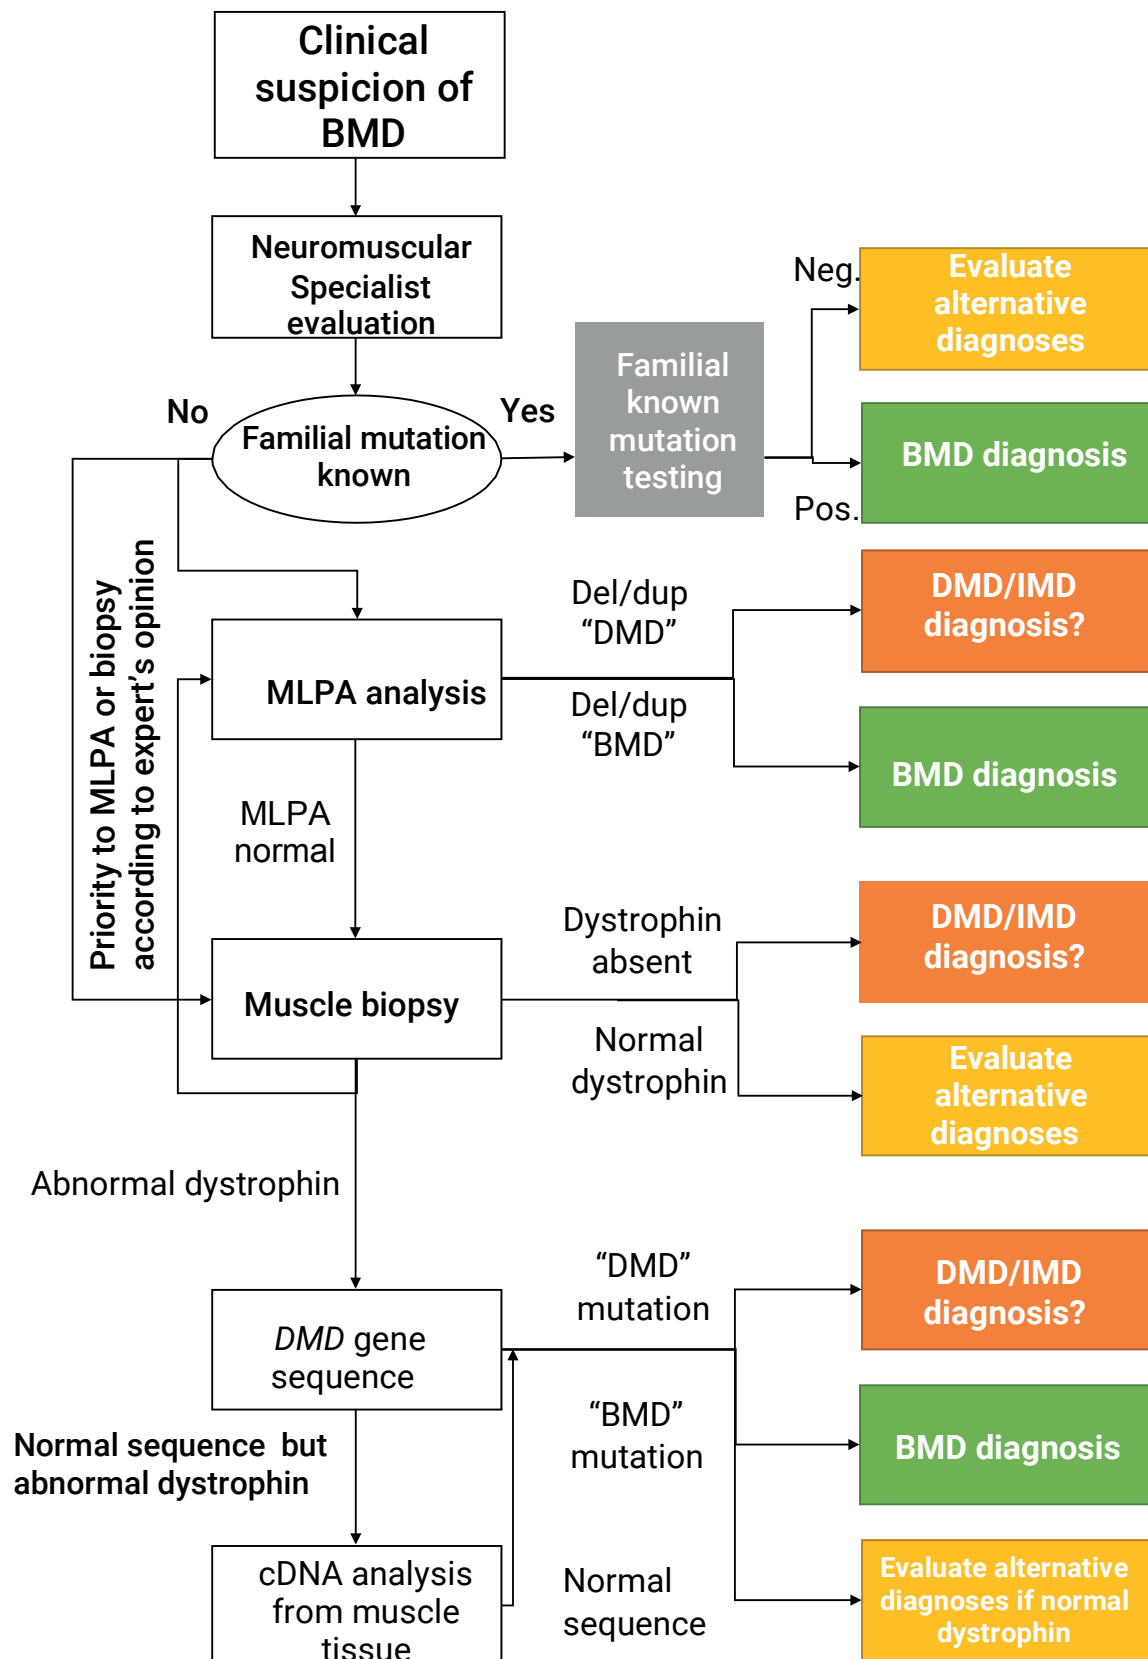 Clinical
suspicion of
BMD
Neuromuscular
Specialist
evaluation
Neg.
Evaluate
alternative
diagnoses
No
Familial mutation
known
Yes
Familial
known
mutation
testing
BMD diagnosis
Pos.
Priority to MLPA or biopsy
according to expert's opinion
Del/dup
“DMD”
DMD/IMD
diagnosis?
MLPA analysis
Del/dup
“BMD”
BMD diagnosis
MLPA
normal
Dystrophin
absent
DMD/IMD
diagnosis?
Muscle biopsy
Normal
dystrophin
Evaluate
alternative
diagnoses
Abnormal dystrophin
“DMD”
mutation
DMD/IMD
diagnosis?
DMD gene
sequence
“BMD”
mutation
BMD diagnosis
Normal sequence but
abnormal dystrophin
cDNA analysis
from muscle
tissue
Normal
sequence
Evaluate alternative
diagnoses if normal
dystrophin